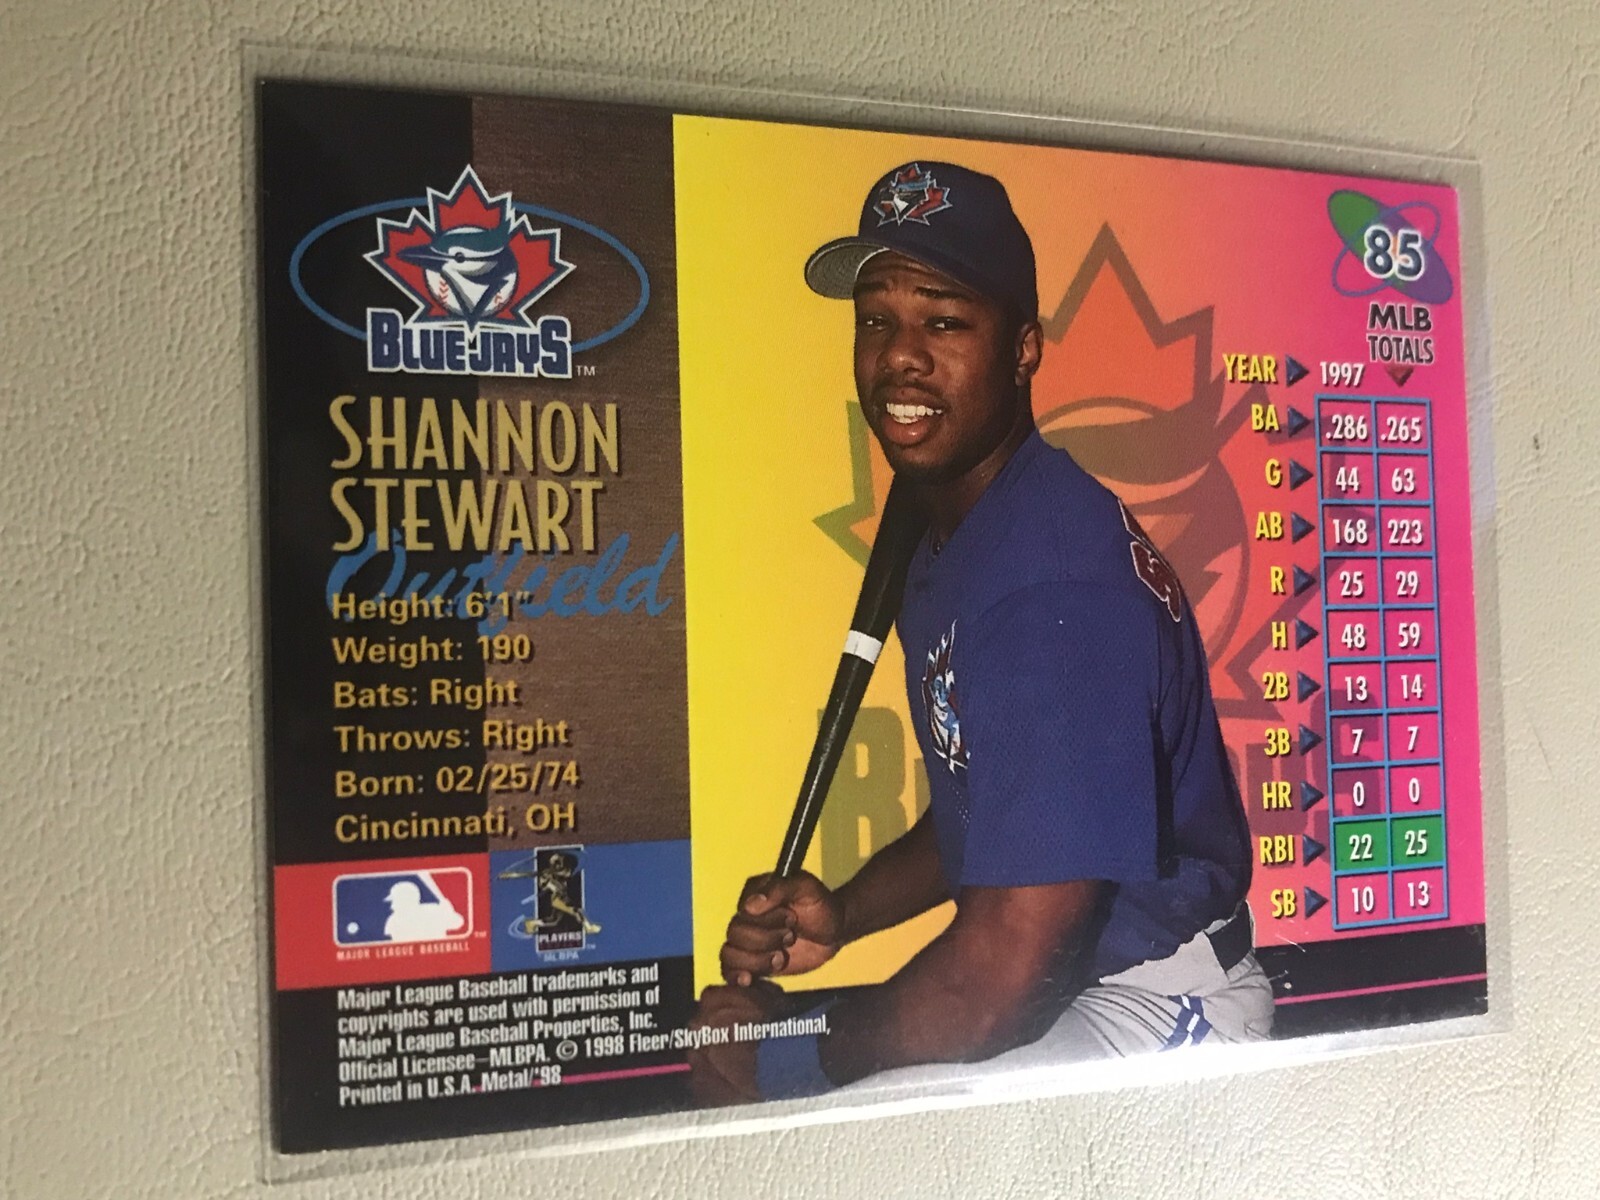 BLUE JAYS™
SHANNON
STEWART
Outfield
Height: 6'1"
Weight: 190
Bats: Right
Throws: Right
Born: 02/25/74
Cincinnati, OH
MAJOR LEAGUE BASEBALL™
PLAYERS
MLBPA
Major League Baseball trademarks and
copyrights are used with permission of
Major League Baseball Properties, Inc.
Official Licensee—MLBPA. © 1998 Fleer/SkyBox International,
Printed in U.S.A. Metal/'98
85
MLB
TOTALS
YEAR 1997
BA .286 .265
G 44 63
AB 168 223
R 25 29
H 48 59
2B 13 14
3B 7 7
HR 0 0
RBI 22 25
SB 10 13